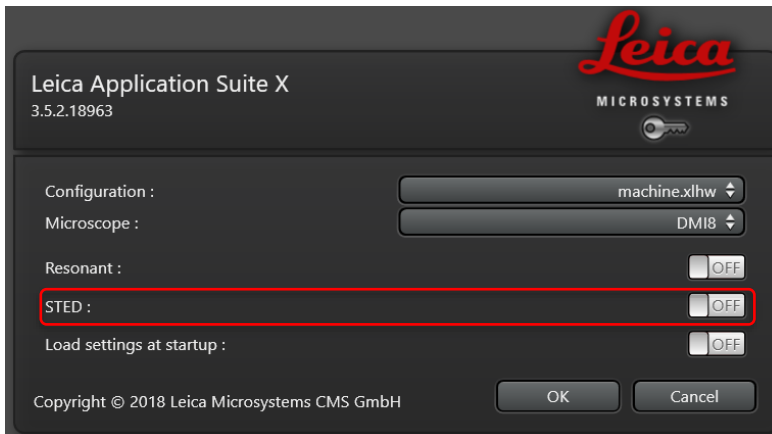 Leica
MICROSYSTEMS
Leica Application Suite X
3.5.2.18963
Configuration : machine.xlhw
Microscope : DMI8
Resonant : OFF
STED : OFF
Load settings at startup : OFF
Copyright © 2018 Leica Microsystems CMS GmbH OK Cancel